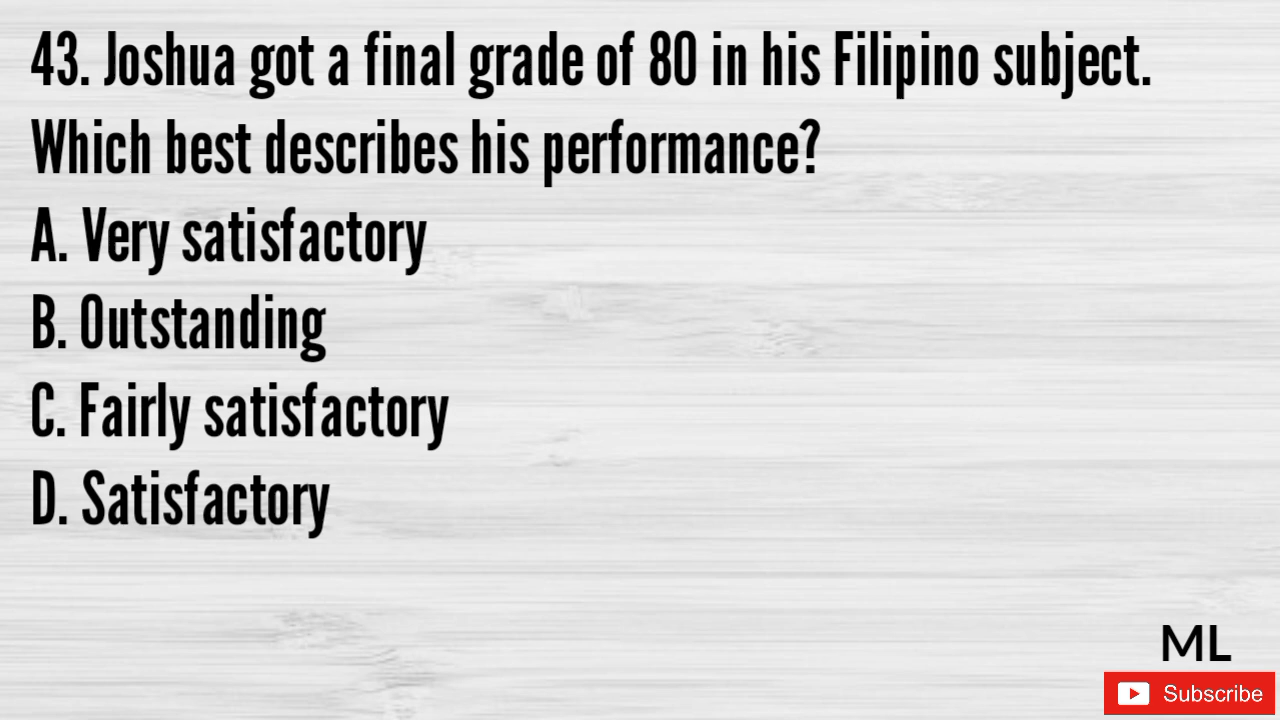 43. Joshua got a final grade of 80 in his Filipino subject.
Which best describes his performance?
A. Very satisfactory
B. Outstanding
C. Fairly satisfactory
D. Satisfactory
ML
Subscribe